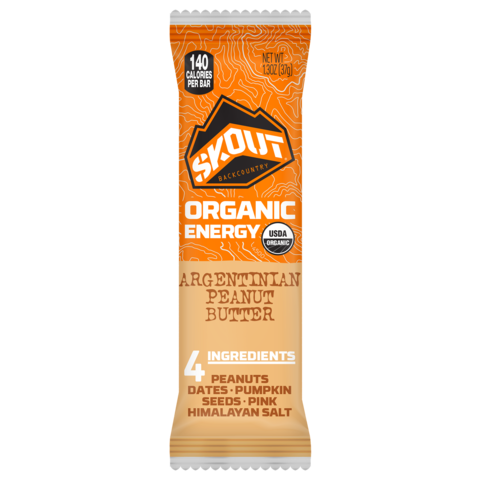 140
CALORIES
PER BAR
NET WT
1.3OZ (37g)
SKOUT
BACKCOUNTRY
ORGANIC
ENERGY
USDA
ORGANIC
ARGENTINIAN
PEANUT
BUTTER
4 INGREDIENTS
PEANUTS
DATES · PUMPKIN
SEEDS · PINK
HIMALAYAN SALT